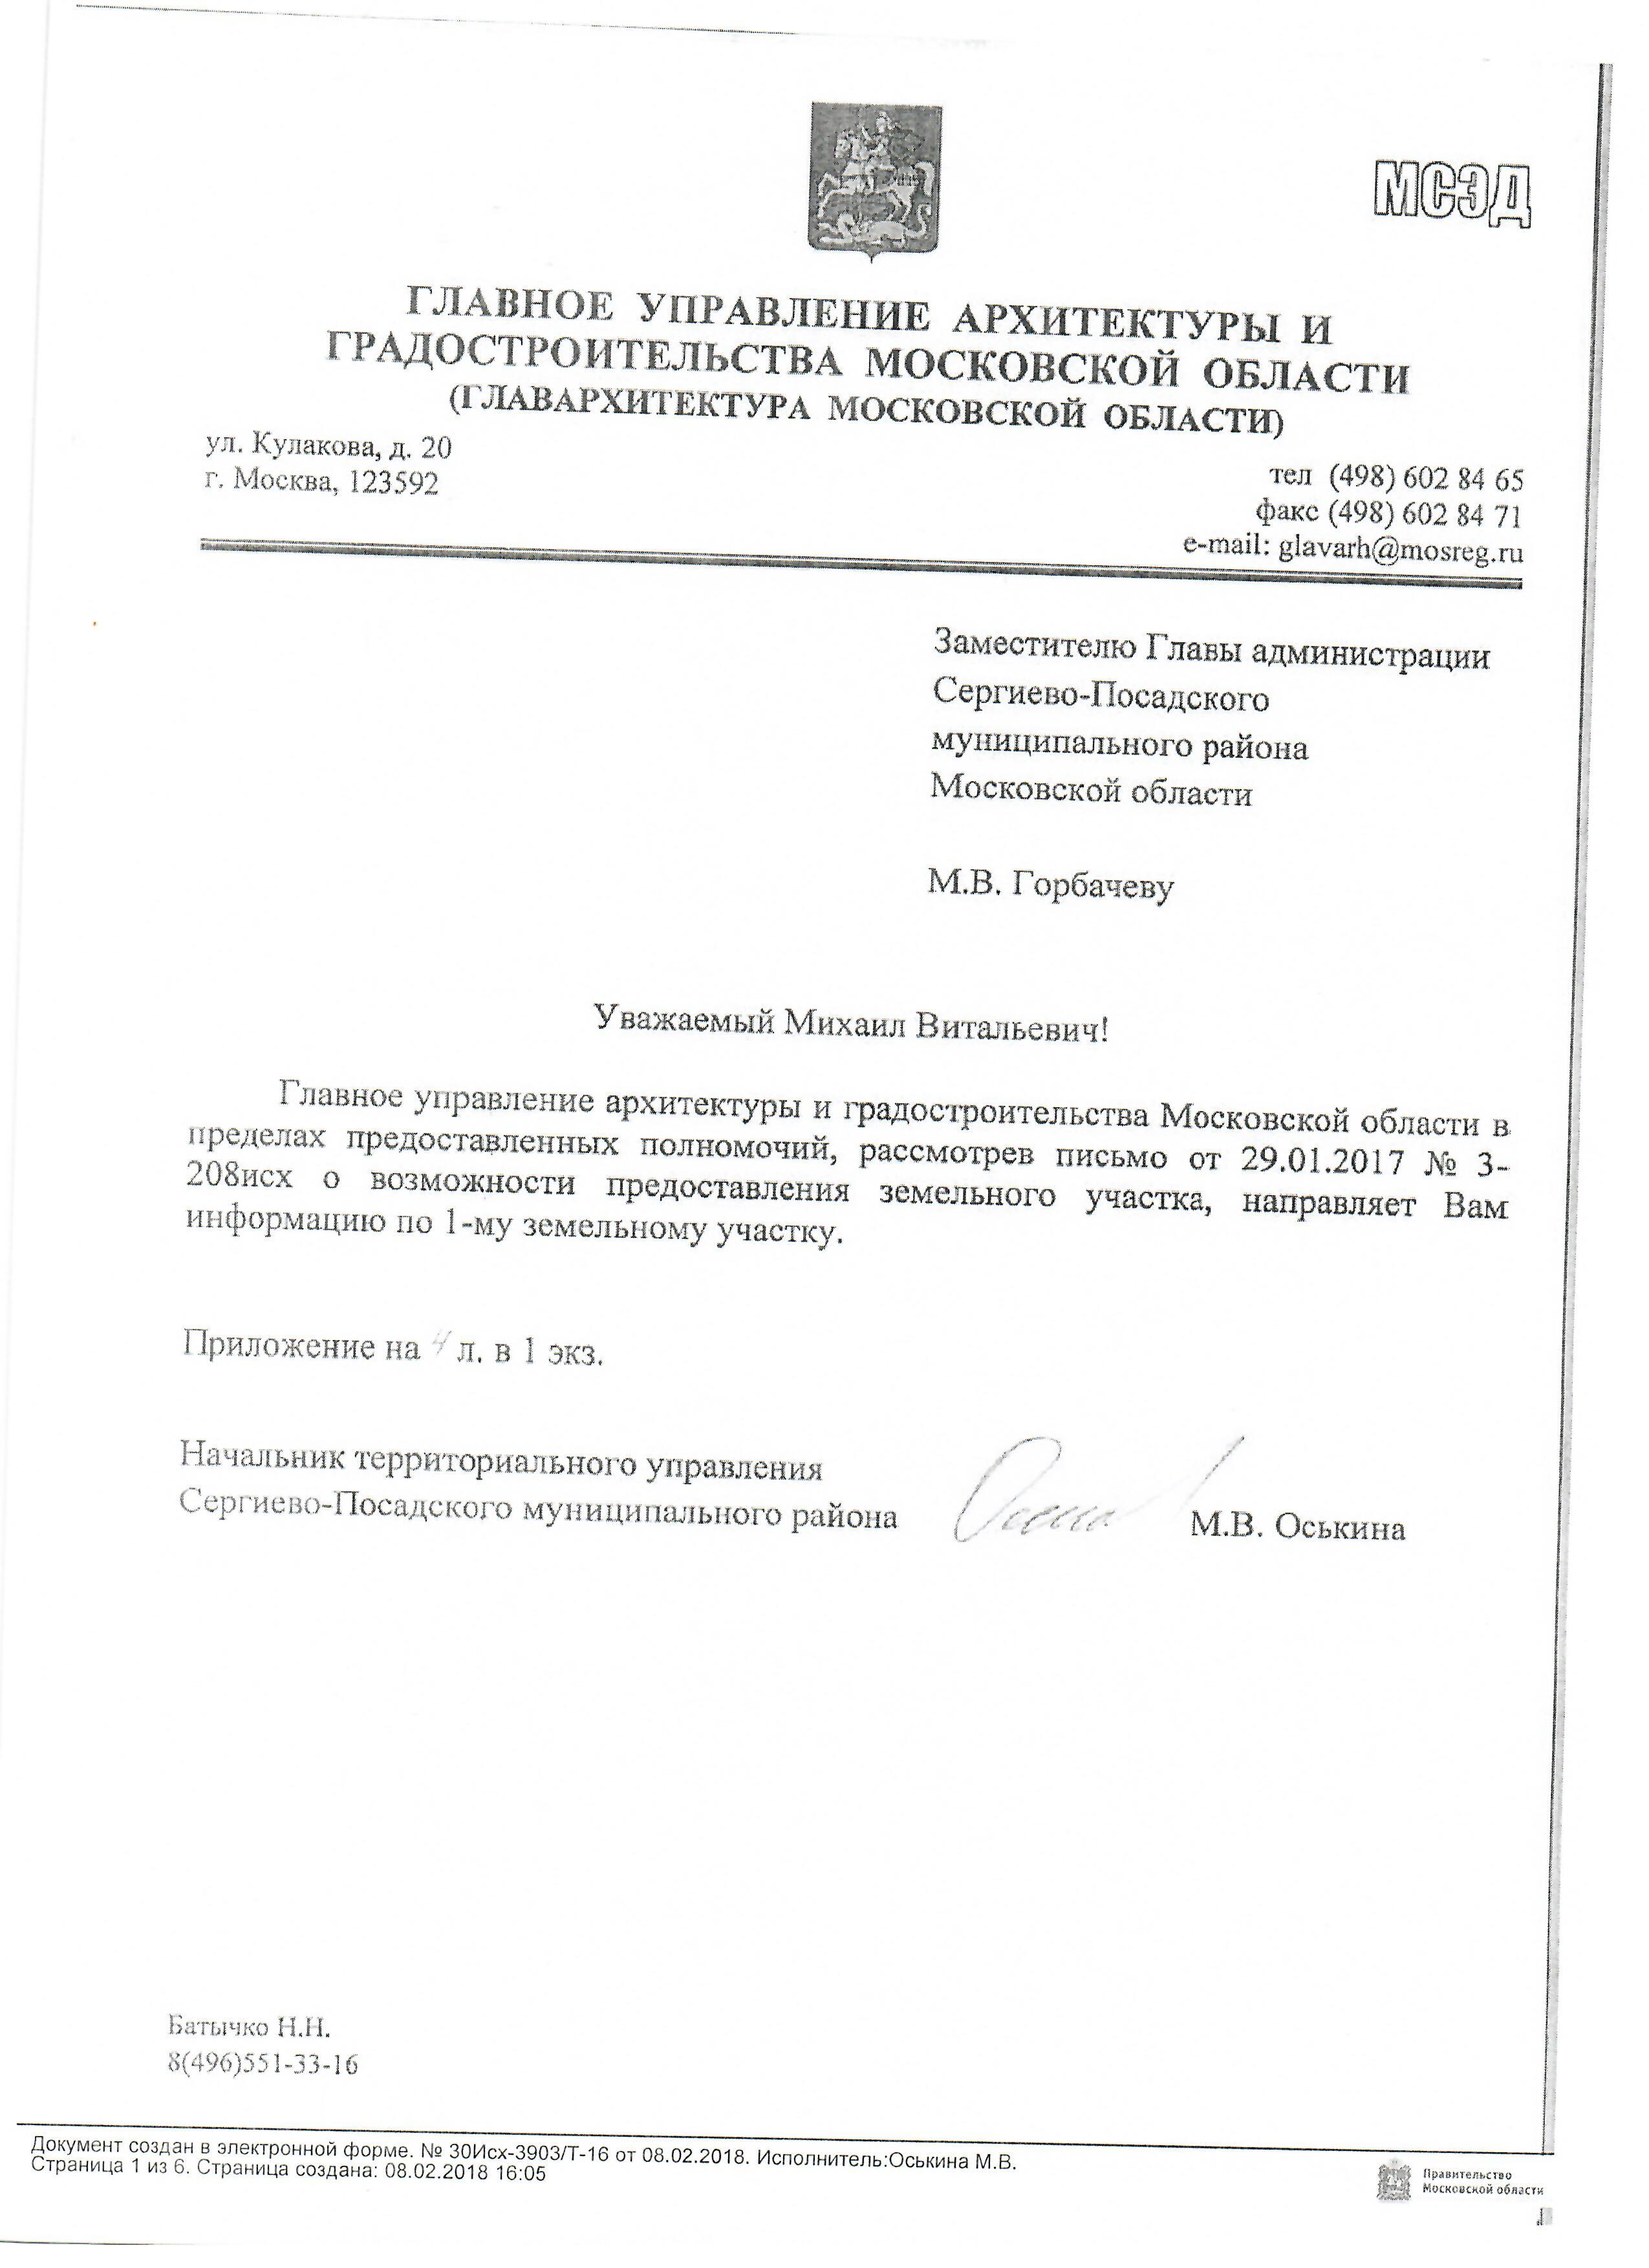 МСЭД
ГЛАВНОЕ УПРАВЛЕНИЕ АРХИТЕКТУРЫ И
ГРАДОСТРОИТЕЛЬСТВА МОСКОВСКОЙ ОБЛАСТИ
(ГЛАВАРХИТЕКТУРА МОСКОВСКОЙ ОБЛАСТИ)
ул. Кулакова, д. 20
г. Москва, 123592
тел (498) 602 84 65
факс (498) 602 84 71
e-mail: glavarh@mosreg.ru
Заместителю Главы администрации
Сергиево-Посадского
муниципального района
Московской области
М.В. Горбачеву
Уважаемый Михаил Витальевич!
Главное управление архитектуры и градостроительства Московской области в
пределах предоставленных полномочий, рассмотрев письмо от 29.01.2017 № 3-
208исх о возможности предоставления земельного участка, направляет Вам
информацию по 1-му земельному участку.
Приложение на 4 л. в 1 экз.
Начальник территориального управления
Сергиево-Посадского муниципального района
М.В. Оськина
Батычко Н.Н.
8(496)551-33-16
Документ создан в электронной форме. № 30Исх-3903/Т-16 от 08.02.2018. Исполнитель:Оськина М.В.
Страница 1 из 6. Страница создана: 08.02.2018 16:05
Правительство
Московской области